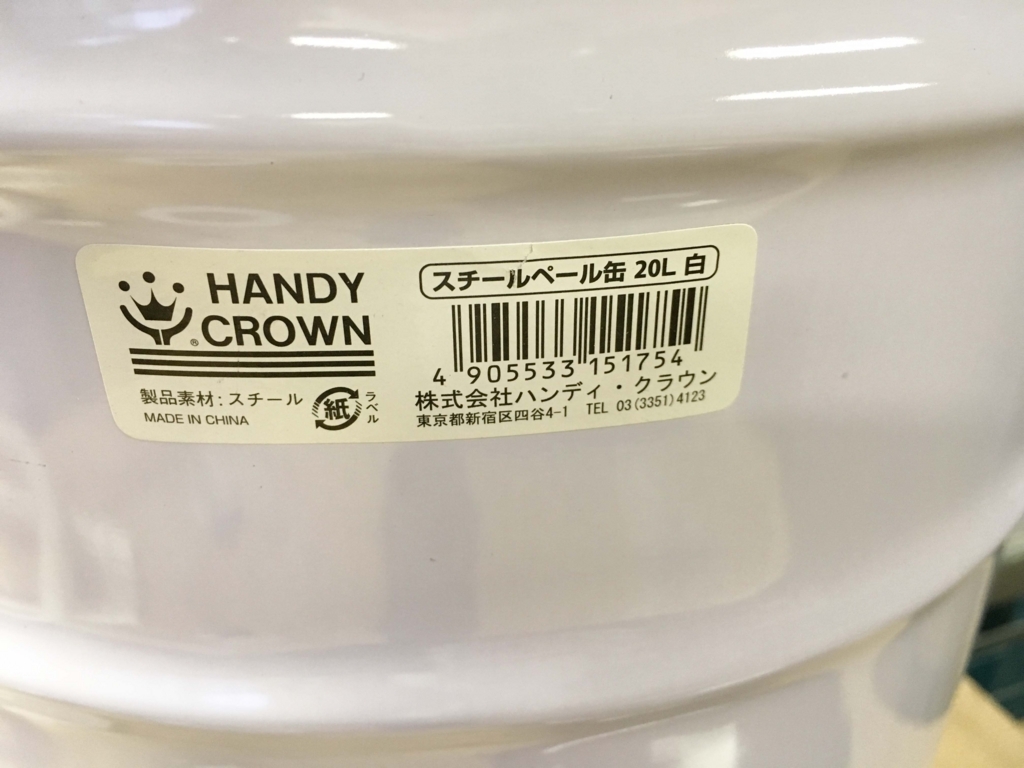 HANDY
CROWN
®
製品素材:スチール
MADE IN CHINA
紙
ラベル
スチールペール缶 20L 白
4 905533 151754
株式会社ハンディ・クラウン
東京都新宿区四谷4-1 TEL 03(3351)4123